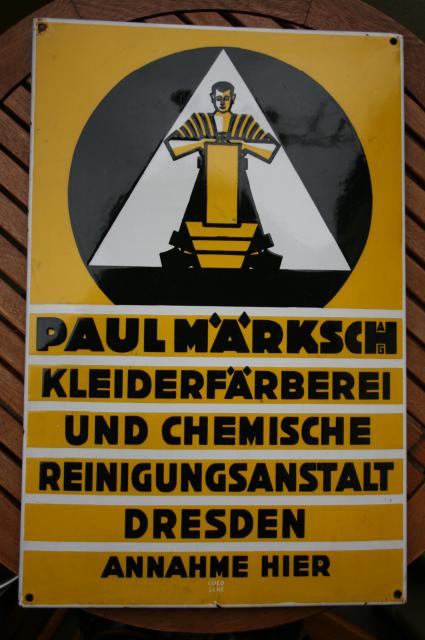 PAUL MÄRKSCH AG
KLEIDERFÄRBEREI
UND CHEMISCHE
REINIGUNGSANSTALT
DRESDEN
ANNAHME HIER